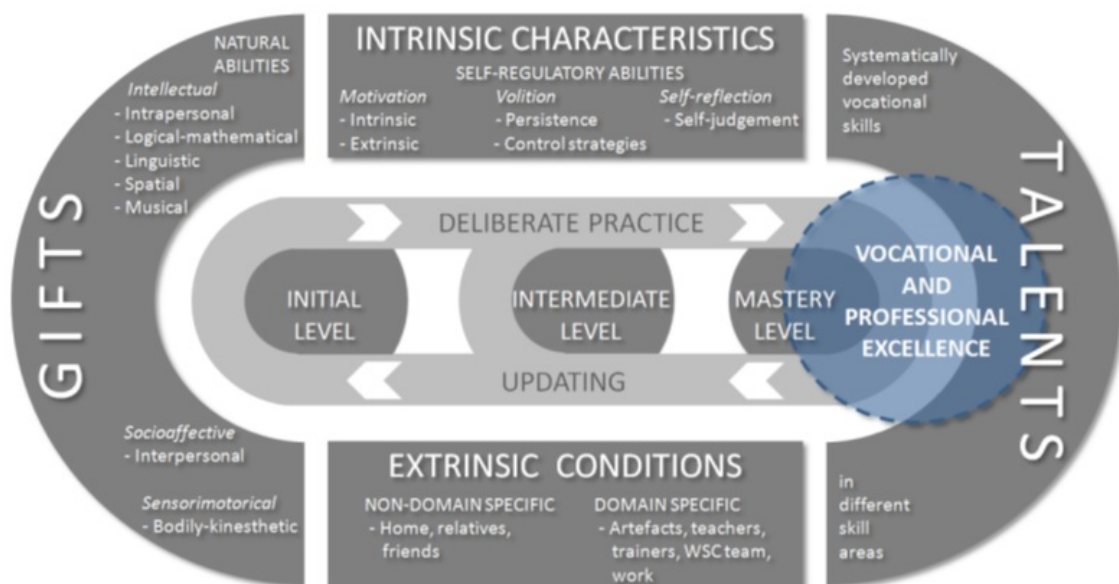 NATURAL
ABILITIES
Intellectual
- Intrapersonal
- Logical-mathematical
- Linguistic
- Spatial
- Musical
GIFTS
Socioaffective
- Interpersonal
Sensorimotorical
- Bodily-kinesthetic
INTRINSIC CHARACTERISTICS
SELF-REGULATORY ABILITIES
Motivation
- Intrinsic
- Extrinsic
Volition
- Persistence
- Control strategies
Self-reflection
- Self-judgement
DELIBERATE PRACTICE
INITIAL
LEVEL
INTERMEDIATE
LEVEL
MASTERY
LEVEL
VOCATIONAL
AND
PROFESSIONAL
EXCELLENCE
UPDATING
EXTRINSIC CONDITIONS
NON-DOMAIN SPECIFIC
- Home, relatives,
friends
DOMAIN SPECIFIC
- Artefacts, teachers,
trainers, WSC team,
work
Systematically
developed
vocational
skills
TALENTS
in
different
skill
areas